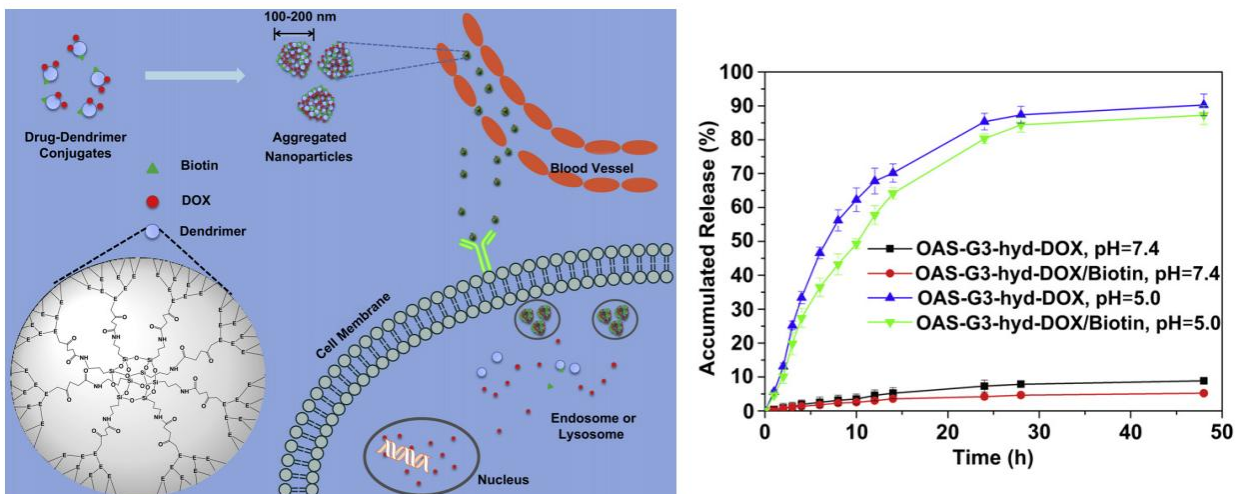 100-200 nm
Drug-Dendrimer
Conjugates
Aggregated
Nanoparticles
Blood Vessel
Biotin
DOX
Dendrimer
Cell Membrane
Endosome or
Lysosome
Nucleus
Accumulated Release (%)
100
90
80
70
60
50
40
30
20
10
0
OAS-G3-hyd-DOX, pH=7.4
OAS-G3-hyd-DOX/Biotin, pH=7.4
OAS-G3-hyd-DOX, pH=5.0
OAS-G3-hyd-DOX/Biotin, pH=5.0
0 10 20 30 40 50
Time (h)